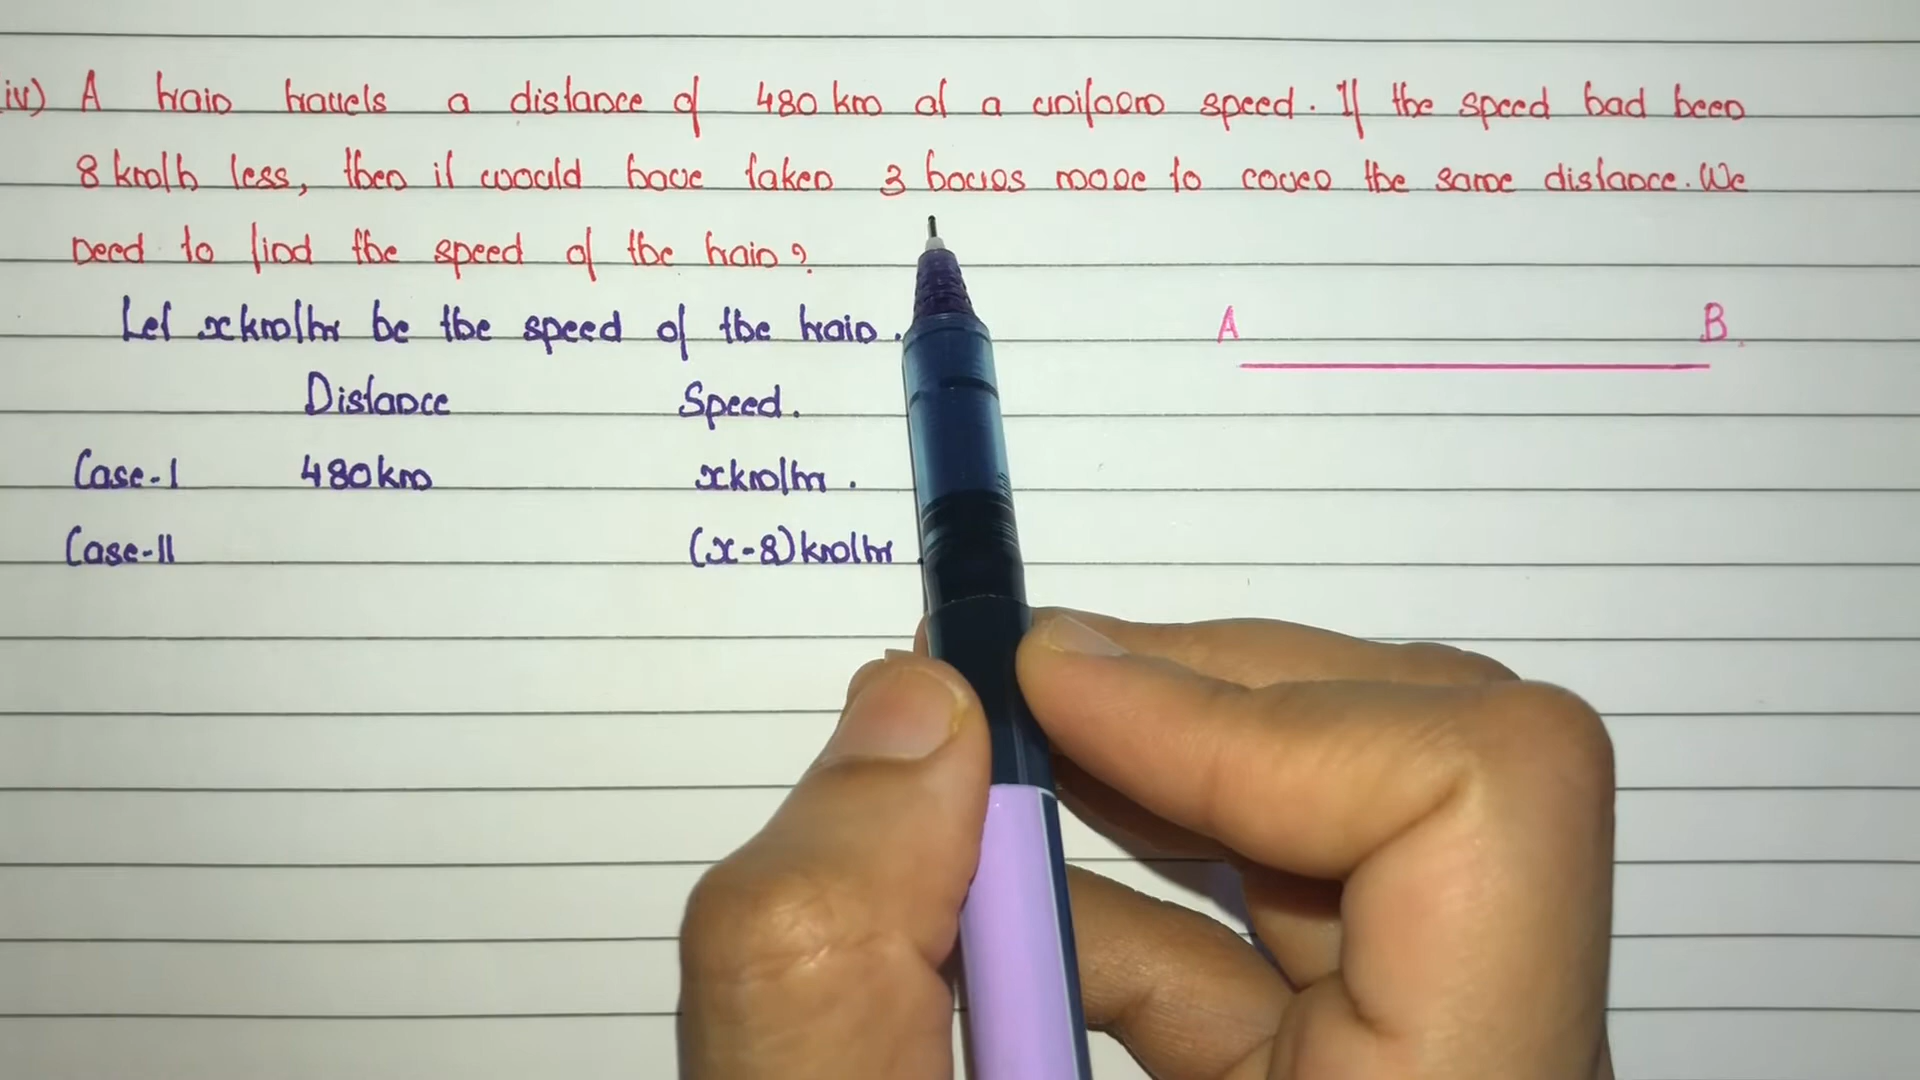 iv) A train travels a distance of 480 km at a uniform speed. If the speed had been
8 km/h less, then it would have taken 3 hours more to cover the same distance. We
need to find the speed of the train?
Let x km/hr be the speed of the train.
A B.
Distance Speed.
Case-I 480 km x km/hr.
Case-II (x-8) km/hr